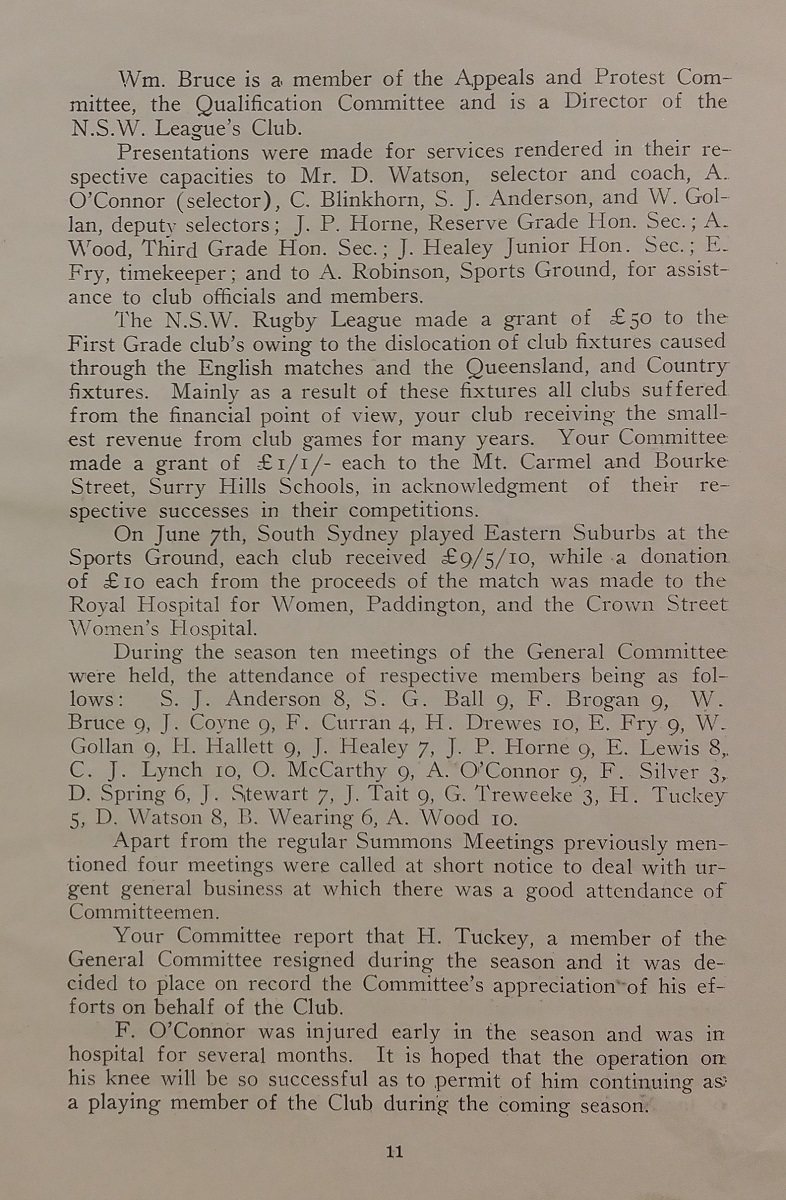 Wm. Bruce is a member of the Appeals and Protest Com-
mittee, the Qualification Committee and is a Director of the
N.S.W. League's Club.
Presentations were made for services rendered in their re-
spective capacities to Mr. D. Watson, selector and coach, A.
O'Connor (selector), C. Blinkhorn, S. J. Anderson, and W. Gol-
lan, deputy selectors; J. P. Horne, Reserve Grade Hon. Sec.; A.
Wood, Third Grade Hon. Sec.; J. Healey Junior Hon. Sec.; E.
Fry, timekeeper; and to A. Robinson, Sports Ground, for assist-
ance to club officials and members.
The N.S.W. Rugby League made a grant of £50 to the
First Grade club's owing to the dislocation of club fixtures caused
through the English matches and the Queensland, and Country
fixtures. Mainly as a result of these fixtures all clubs suffered
from the financial point of view, your club receiving the small-
est revenue from club games for many years. Your Committee
made a grant of £1/1/- each to the Mt. Carmel and Bourke
Street, Surry Hills Schools, in acknowledgment of their re-
spective successes in their competitions.
On June 7th, South Sydney played Eastern Suburbs at the
Sports Ground, each club received £9/5/10, while a donation
of £10 each from the proceeds of the match was made to the
Royal Hospital for Women, Paddington, and the Crown Street
Women's Hospital.
During the season ten meetings of the General Committee
were held, the attendance of respective members being as fol-
lows: S. J. Anderson 8, S. G. Ball 9, F. Brogan 9, W.
Bruce 9, J. Coyne 9, F. Curran 4, H. Drewes 10, E. Fry 9, W.
Gollan 9, H. Hallett 9, J. Healey 7, J. P. Horne 9, E. Lewis 8,
C. J. Lynch 10, O. McCarthy 9, A. O'Connor 9, F. Silver 3,
D. Spring 6, J. Stewart 7, J. Tait 9, G. Treweeke 3, H. Tuckey
5, D. Watson 8, B. Wearing 6, A. Wood 10.
Apart from the regular Summons Meetings previously men-
tioned four meetings were called at short notice to deal with ur-
gent general business at which there was a good attendance of
Committeemen.
Your Committee report that H. Tuckey, a member of the
General Committee resigned during the season and it was de-
cided to place on record the Committee's appreciation of his ef-
forts on behalf of the Club.
F. O'Connor was injured early in the season and was in
hospital for several months. It is hoped that the operation on
his knee will be so successful as to permit of him continuing as
a playing member of the Club during the coming season.
11